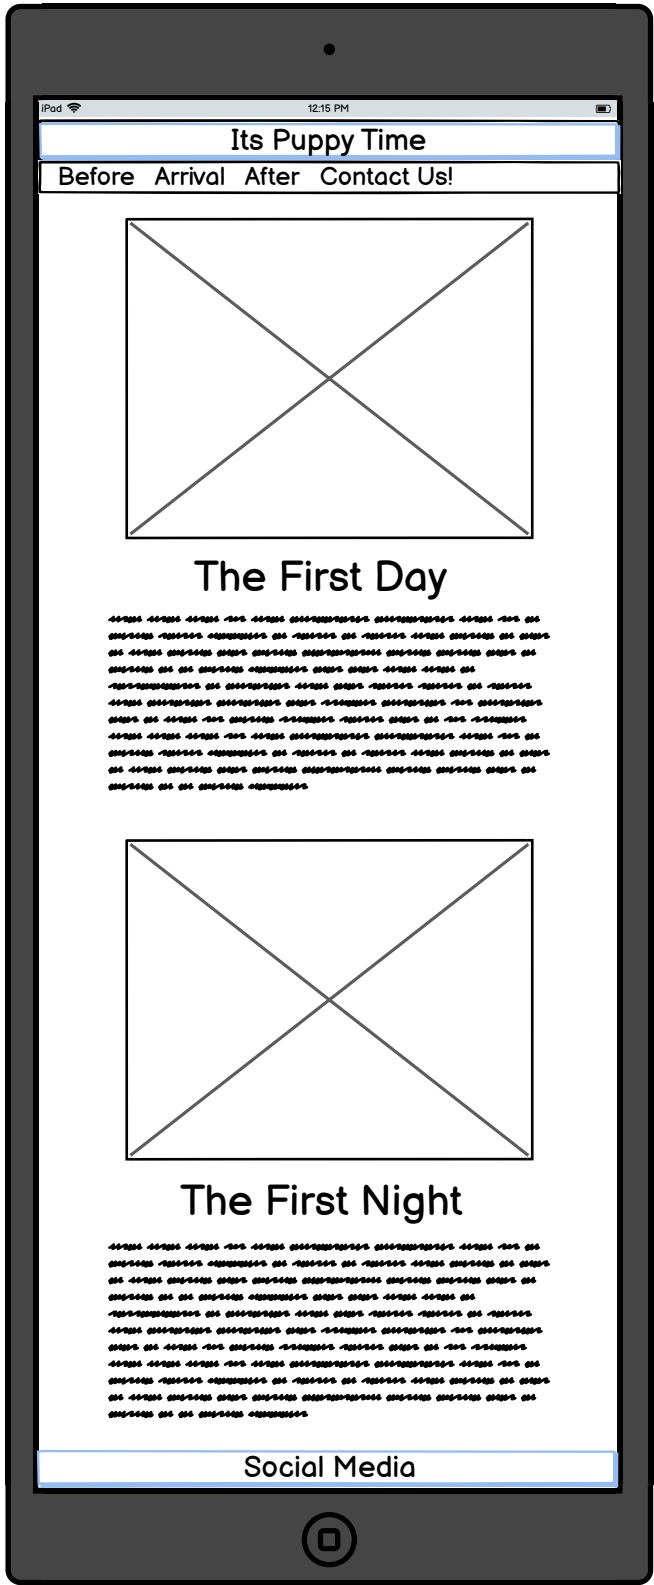 iPad 12:15 PM
Its Puppy Time
Before Arrival After Contact Us!
The First Day
The First Night
Social Media